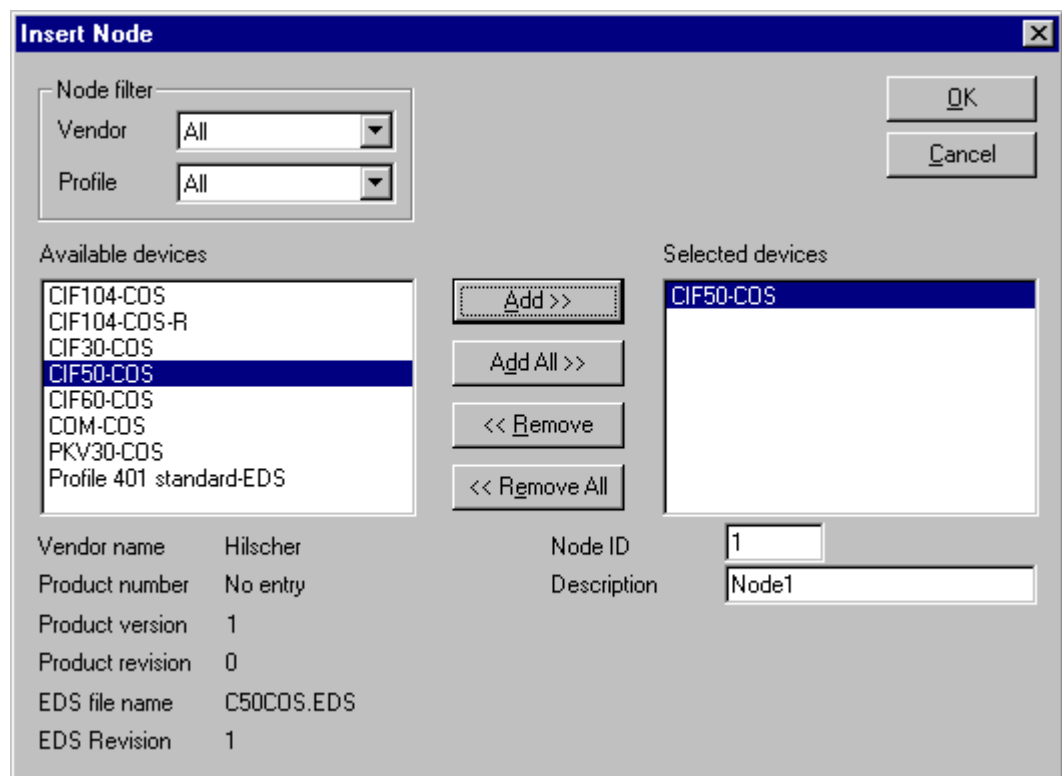 Insert Node
Node filter
Vendor All
Profile All
OK
Cancel
Available devices
CIF104-COS
CIF104-COS-R
CIF30-COS
CIF50-COS
CIF60-COS
COM-COS
PKV30-COS
Profile 401 standard-EDS
Add >>
Add All >>
<< Remove
<< Remove All
Selected devices
CIF50-COS
Vendor name Hilscher
Product number No entry
Product version 1
Product revision 0
EDS file name C50COS.EDS
EDS Revision 1
Node ID 1
Description Node1